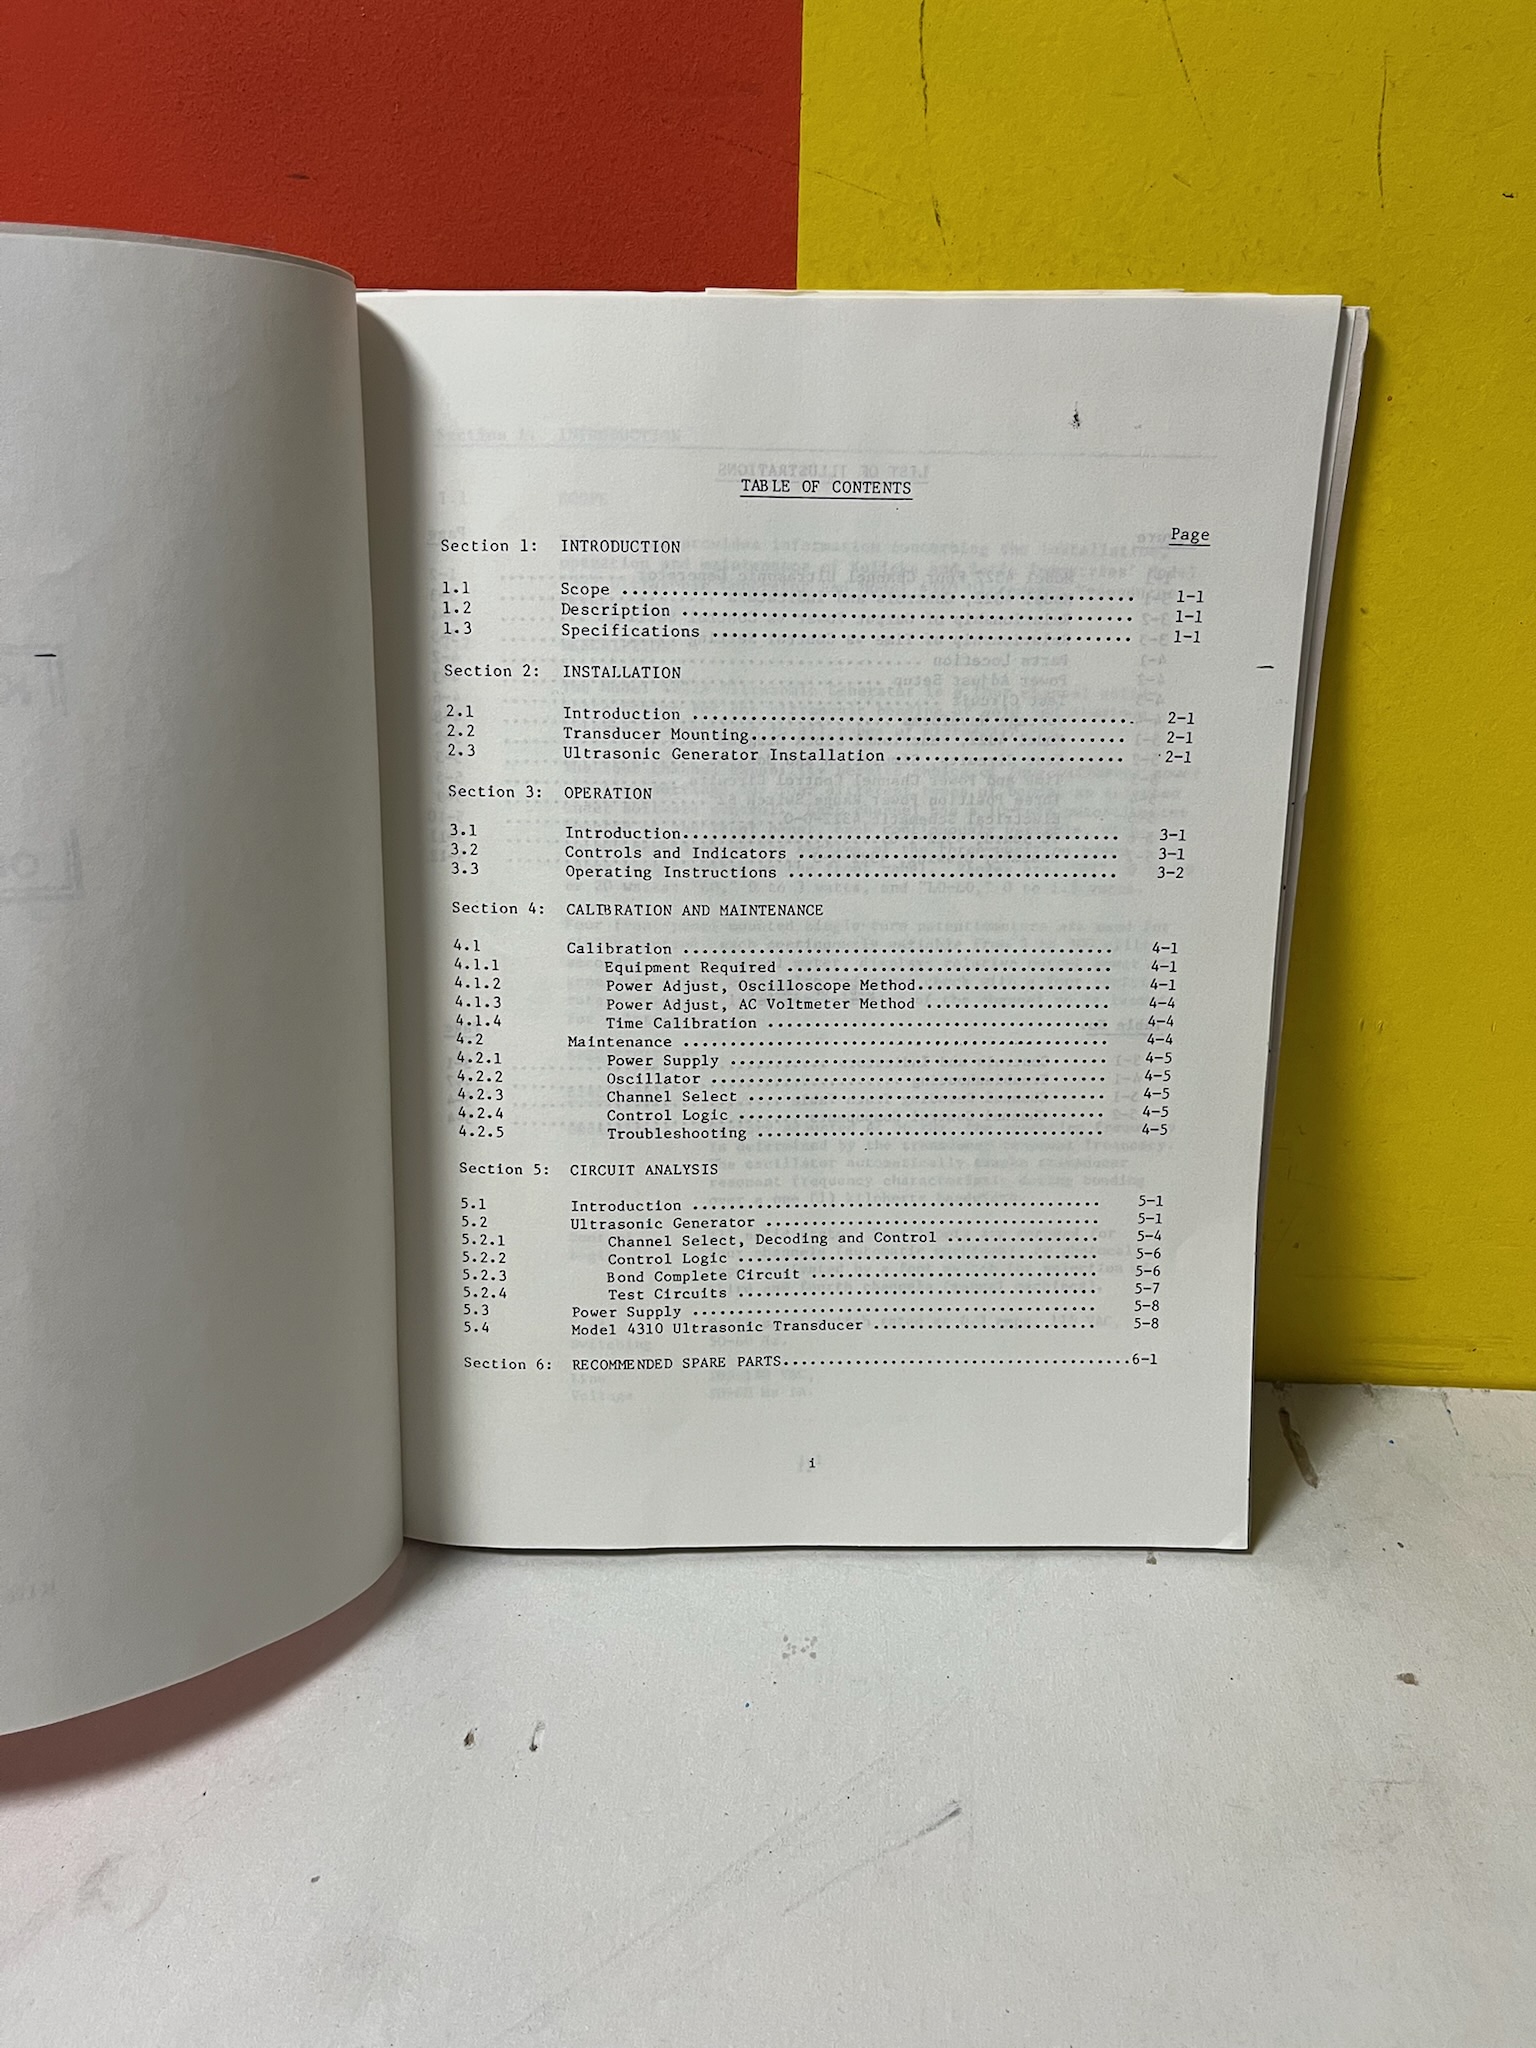 TABLE OF CONTENTS
Page
Section 1: INTRODUCTION
1.1 Scope ........................................................ 1-1
1.2 Description ................................................. 1-1
1.3 Specifications .............................................. 1-1
Section 2: INSTALLATION
2.1 Introduction ................................................ 2-1
2.2 Transducer Mounting......................................... 2-1
2.3 Ultrasonic Generator Installation ......................... 2-1
Section 3: OPERATION
3.1 Introduction................................................ 3-1
3.2 Controls and Indicators ................................... 3-1
3.3 Operating Instructions .................................... 3-2
Section 4: CALIBRATION AND MAINTENANCE
4.1 Calibration ............................................... 4-1
4.1.1 Equipment Required ................................... 4-1
4.1.2 Power Adjust, Oscilloscope Method..................... 4-1
4.1.3 Power Adjust, AC Voltmeter Method .................... 4-4
4.1.4 Time Calibration ..................................... 4-4
4.2 Maintenance ............................................... 4-4
4.2.1 Power Supply ......................................... 4-5
4.2.2 Oscillator ........................................... 4-5
4.2.3 Channel Select ....................................... 4-5
4.2.4 Control Logic ........................................ 4-5
4.2.5 Troubleshooting ...................................... 4-5
Section 5: CIRCUIT ANALYSIS
5.1 Introduction .............................................. 5-1
5.2 Ultrasonic Generator ...................................... 5-1
5.2.1 Channel Select, Decoding and Control ................. 5-4
5.2.2 Control Logic ........................................ 5-6
5.2.3 Bond Complete Circuit ................................ 5-6
5.2.4 Test Circuits ........................................ 5-7
5.3 Power Supply .............................................. 5-8
5.4 Model 4310 Ultrasonic Transducer .......................... 5-8
Section 6: RECOMMENDED SPARE PARTS......................................6-1
i